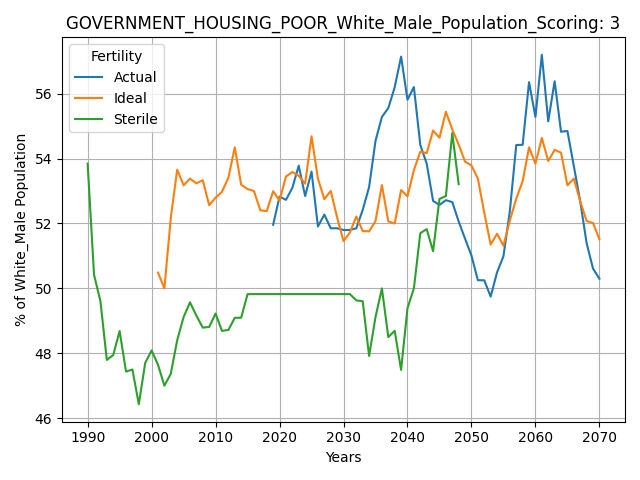 GOVERNMENT_HOUSING_POOR_White_Male_Population_Scoring: 3
Fertility
Actual
Ideal
Sterile
% of White_Male Population
56
54
52
50
48
46
1990 2000 2010 2020 2030 2040 2050 2060 2070
Years